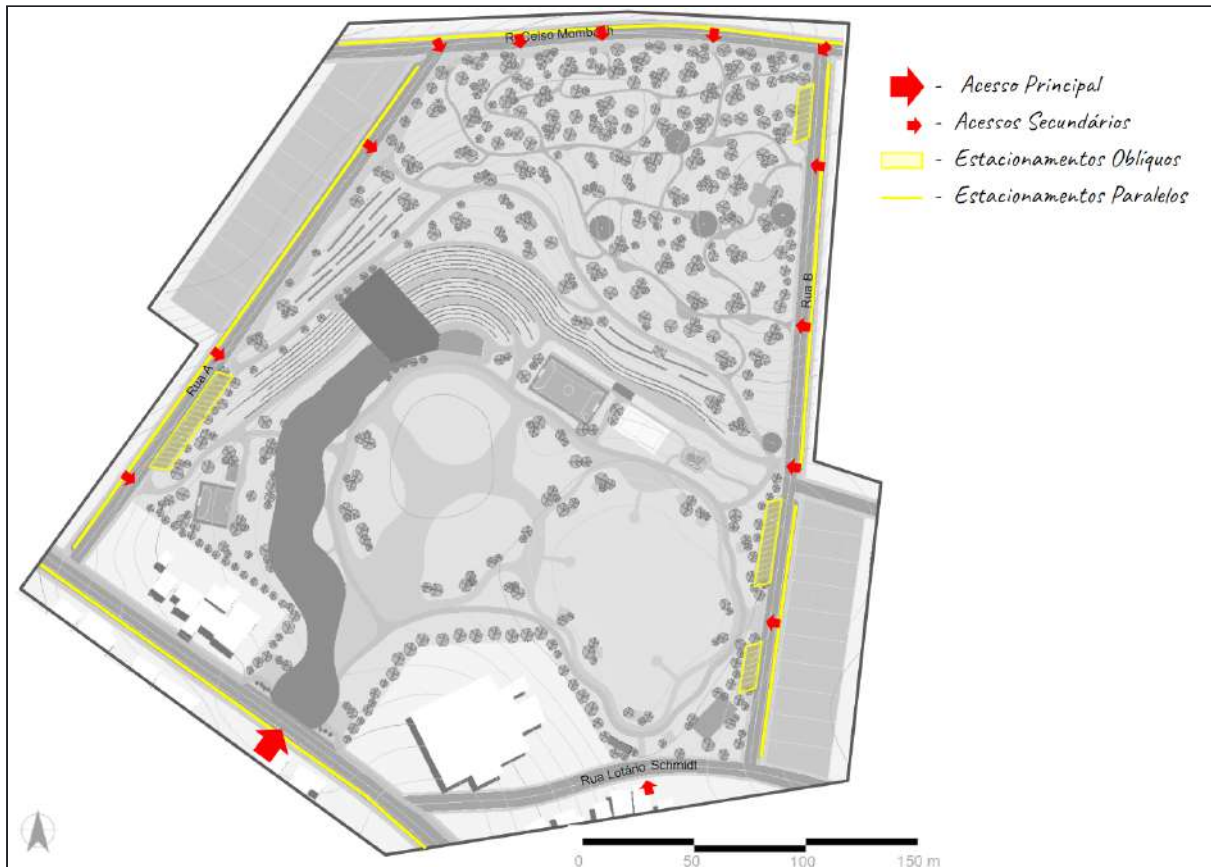 R. Celso Mombach
- Acesso Principal
- Acessos Secundários
- Estacionamentos Oblíquos
- Estacionamentos Paralelos
Rua B
Rua A
Rua Lotário Schmidt
0 50 100 150 m